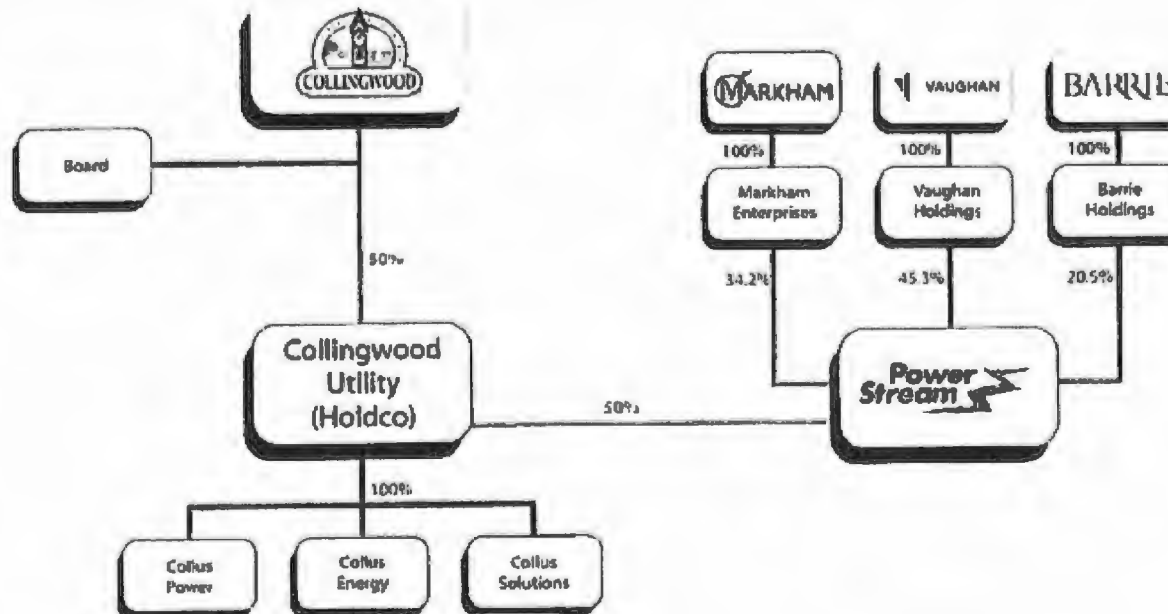 COLLINGWOOD
MARKHAM
VAUGHAN
BARRIE
Board
100%
100%
100%
Markham
Enterprises
Vaughan
Holdings
Barrie
Holdings
50%
34.2%
45.3%
20.5%
Collingwood
Utility
(Holdco)
Power
Stream
50%
100%
Collus
Power
Collus
Energy
Collus
Solutions